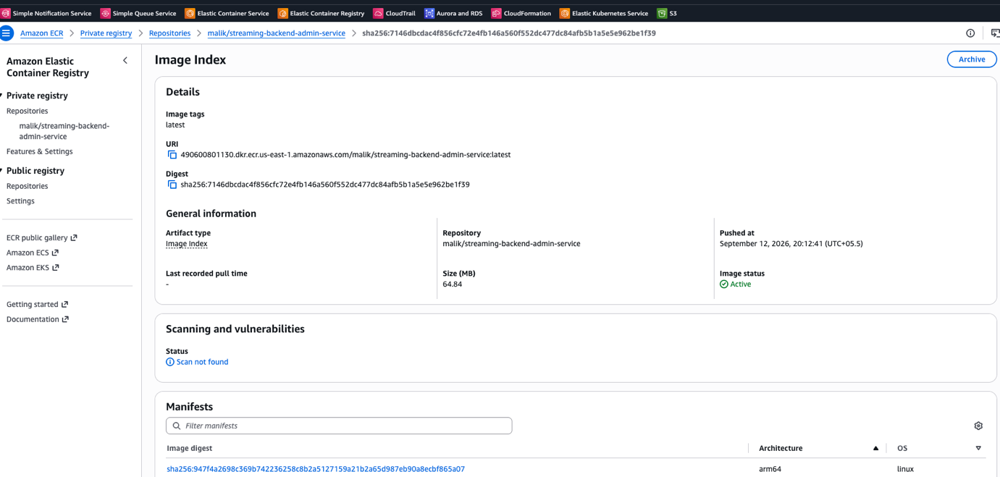 Simple Notification Service Simple Queue Service Elastic Container Service Elastic Container Registry CloudTrail Aurora and RDS CloudFormation Elastic Kubernetes Service S3
Amazon ECR > Private registry > Repositories > malik/streaming-backend-admin-service > sha256:7146dbcdac4f856cfc72e4fb146a560f552dc477dc84afb5b1a5e5e962be1f39
Amazon Elastic
Container Registry
Private registry
Repositories
malik/streaming-backend-
admin-service
Features & Settings
Public registry
Repositories
Settings
ECR public gallery
Amazon ECS
Amazon EKS
Getting started
Documentation
Image Index
Archive
Details
Image tags
latest
URI
490600801130.dkr.ecr.us-east-1.amazonaws.com/malik/streaming-backend-admin-service:latest
Digest
sha256:7146dbcdac4f856cfc72e4fb146a560f552dc477dc84afb5b1a5e5e962be1f39
General information
Artifact type
Image Index
Repository
malik/streaming-backend-admin-service
Pushed at
September 12, 2026, 20:12:41 (UTC+05.5)
Last recorded pull time
-
Size (MB)
64.84
Image status
Active
Scanning and vulnerabilities
Status
Scan not found
Manifests
Filter manifests
Image digest Architecture OS
sha256:947f4a2698c369b742236258c8b2a5127159a21b2a65d987eb90a8ecbf865a07 arm64 linux